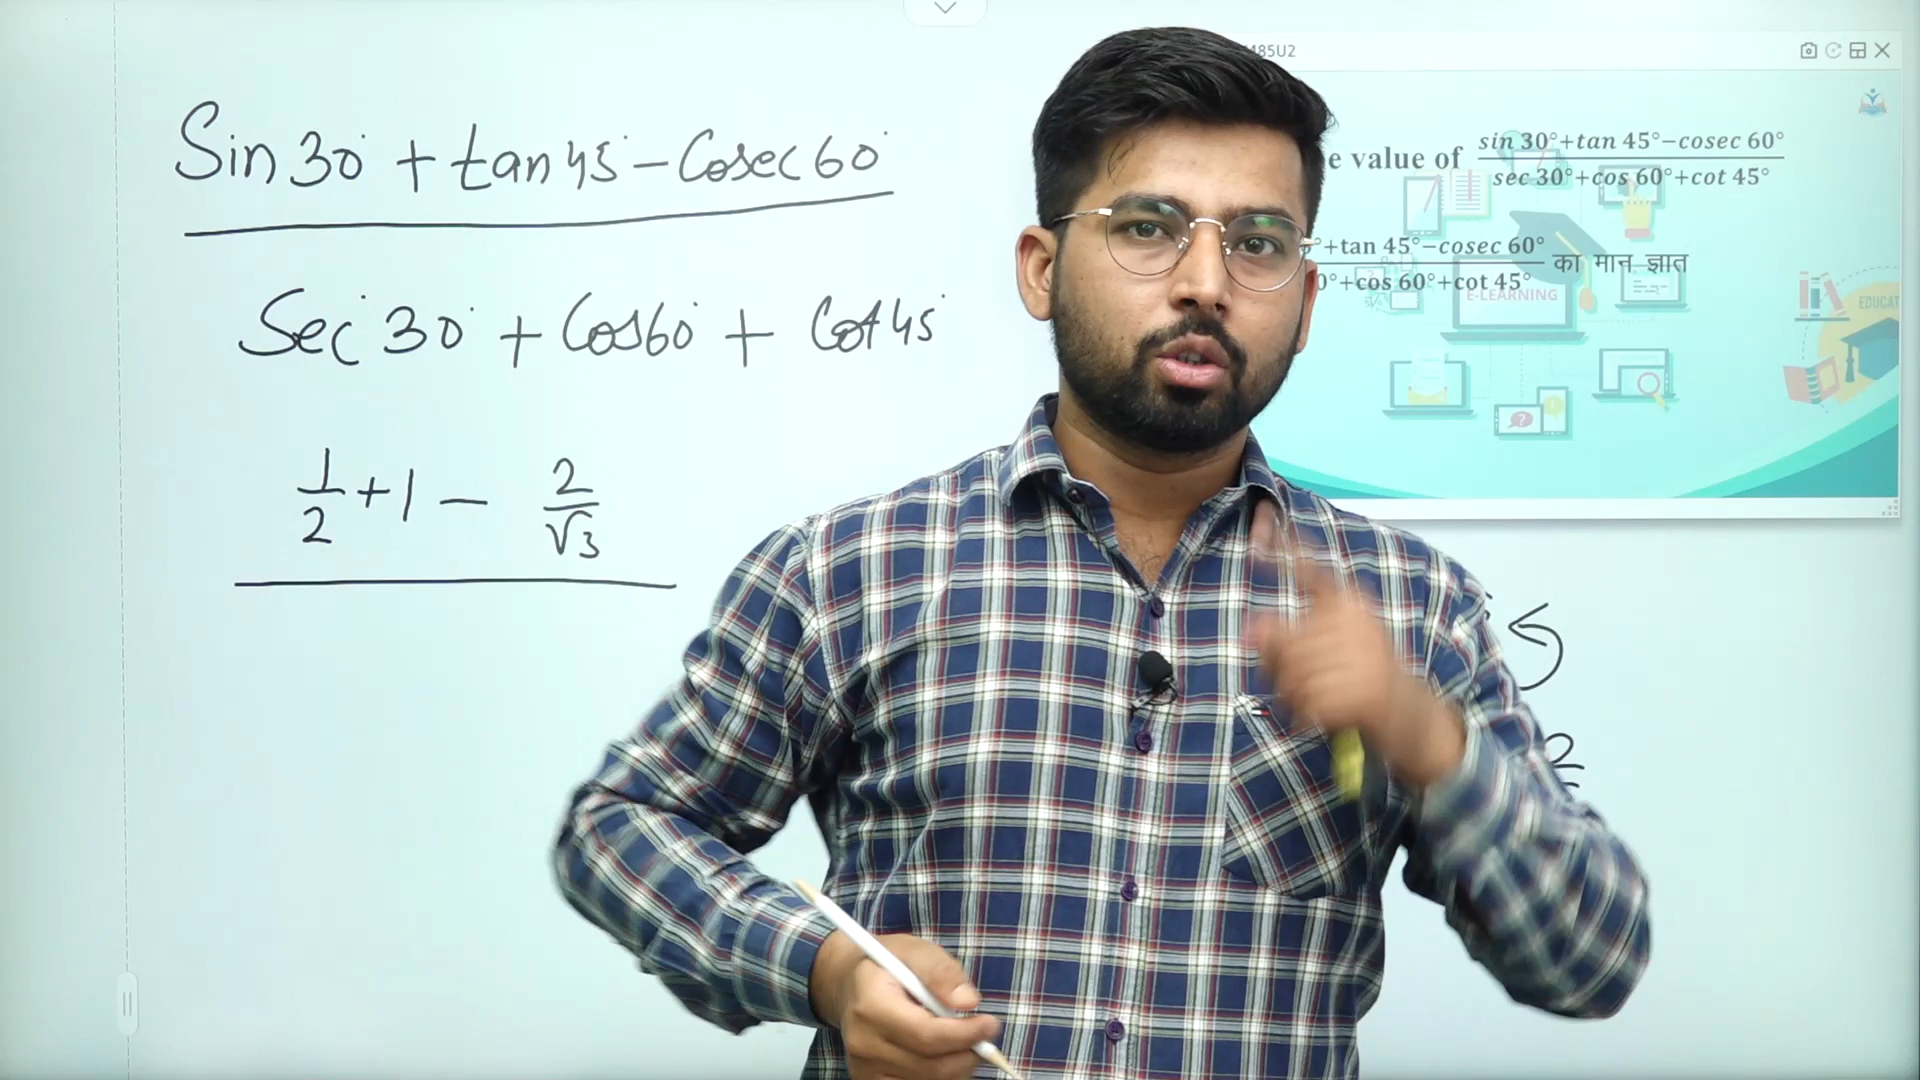 Sin 30° + tan 45° – Cosec 60°
Sec 30° + Cos 60° + Cot 45°
1/2 + 1 – 2/√3
485U2
e value of sin 30°+tan 45°−cosec 60° / sec 30°+cos 60°+cot 45°
°+tan 45°−cosec 60° / 0°+cos 60°+cot 45° का मान ज्ञात
E-LEARNING
EDUCAT